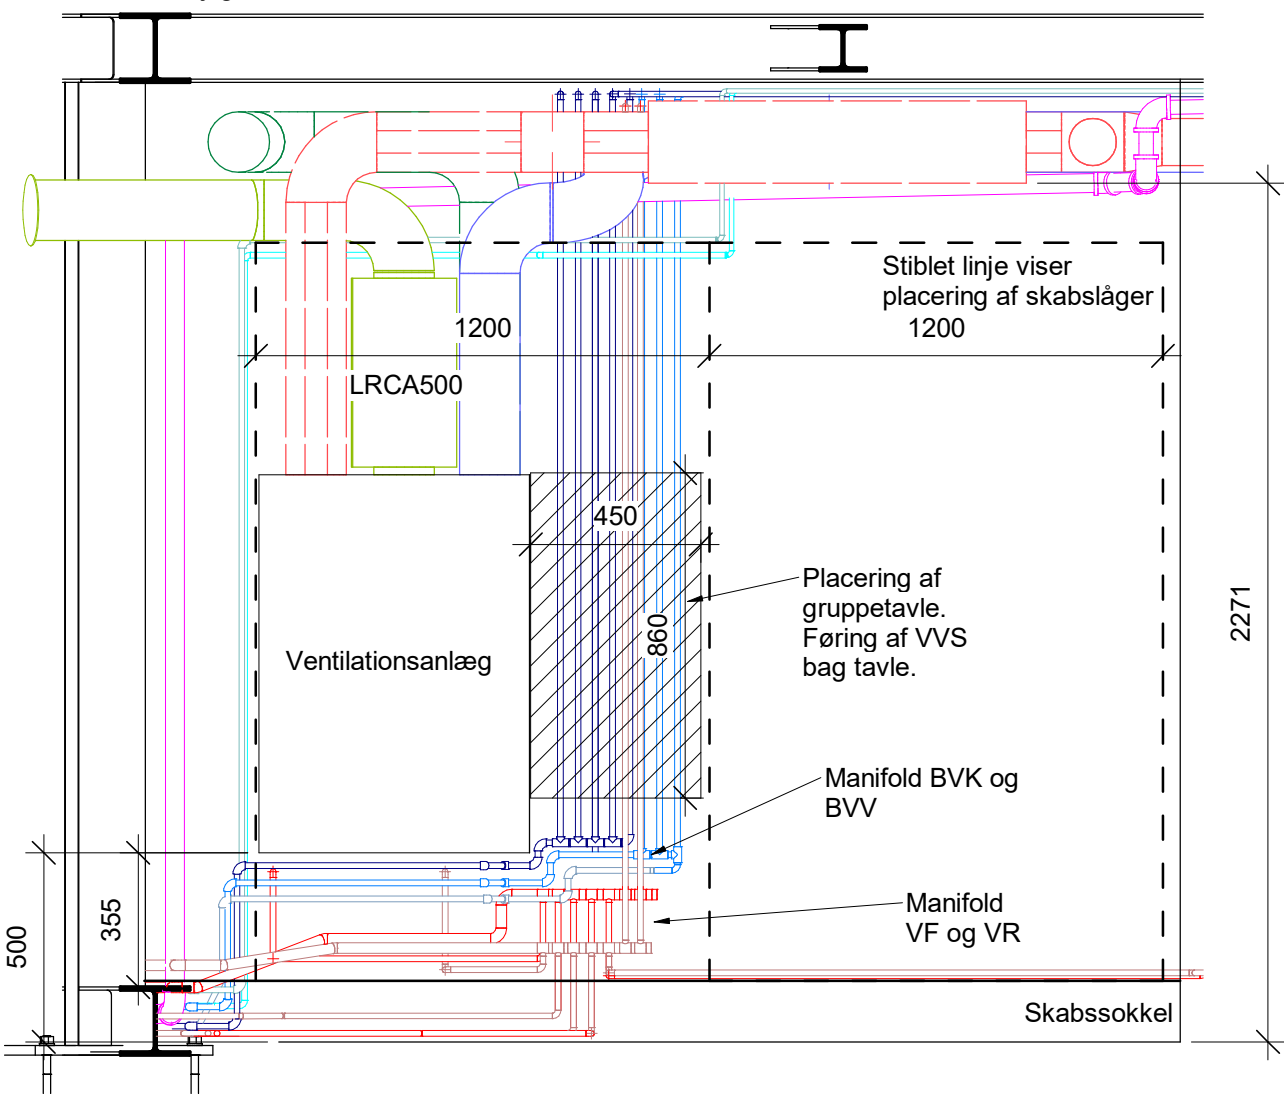 Stiblet linje viser
placering af skabslåger
1200
1200
LRCA500
450
Placering af
gruppetavle.
Føring af VVS
bag tavle.
860
2271
Ventilationsanlæg
Manifold BVK og
BVV
355
500
Manifold
VF og VR
Skabssokkel